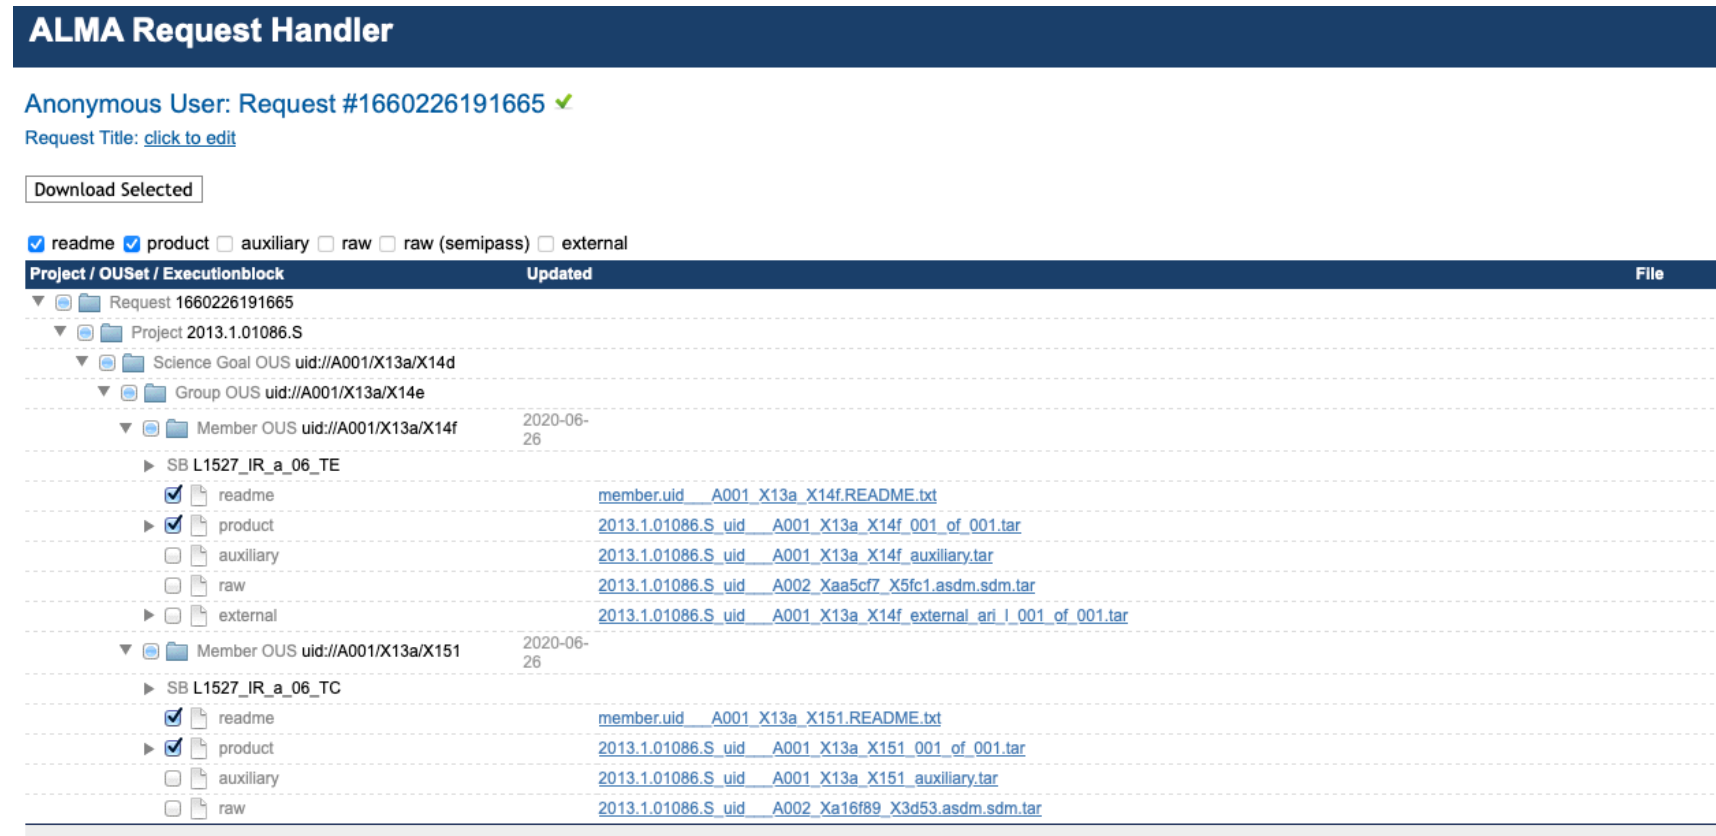 ALMA Request Handler
Anonymous User: Request #1660226191665
Request Title: click to edit
Download Selected
readme product auxiliary raw raw (semipass) external
Project / OUSet / Executionblock Updated File
Request 1660226191665
Project 2013.1.01086.S
Science Goal OUS uid://A001/X13a/X14d
Group OUS uid://A001/X13a/X14e
Member OUS uid://A001/X13a/X14f 2020-06-
26
SB L1527_IR_a_06_TE
readme member.uid___A001_X13a_X14f.README.txt
product 2013.1.01086.S_uid___A001_X13a_X14f_001_of_001.tar
auxiliary 2013.1.01086.S_uid___A001_X13a_X14f_auxiliary.tar
raw 2013.1.01086.S_uid___A002_Xaa5cf7_X5fc1.asdm.sdm.tar
external 2013.1.01086.S_uid___A001_X13a_X14f_external_ari_l_001_of_001.tar
Member OUS uid://A001/X13a/X151 2020-06-
26
SB L1527_IR_a_06_TC
readme member.uid___A001_X13a_X151.README.txt
product 2013.1.01086.S_uid___A001_X13a_X151_001_of_001.tar
auxiliary 2013.1.01086.S_uid___A001_X13a_X151_auxiliary.tar
raw 2013.1.01086.S_uid___A002_Xa16f89_X3d53.asdm.sdm.tar